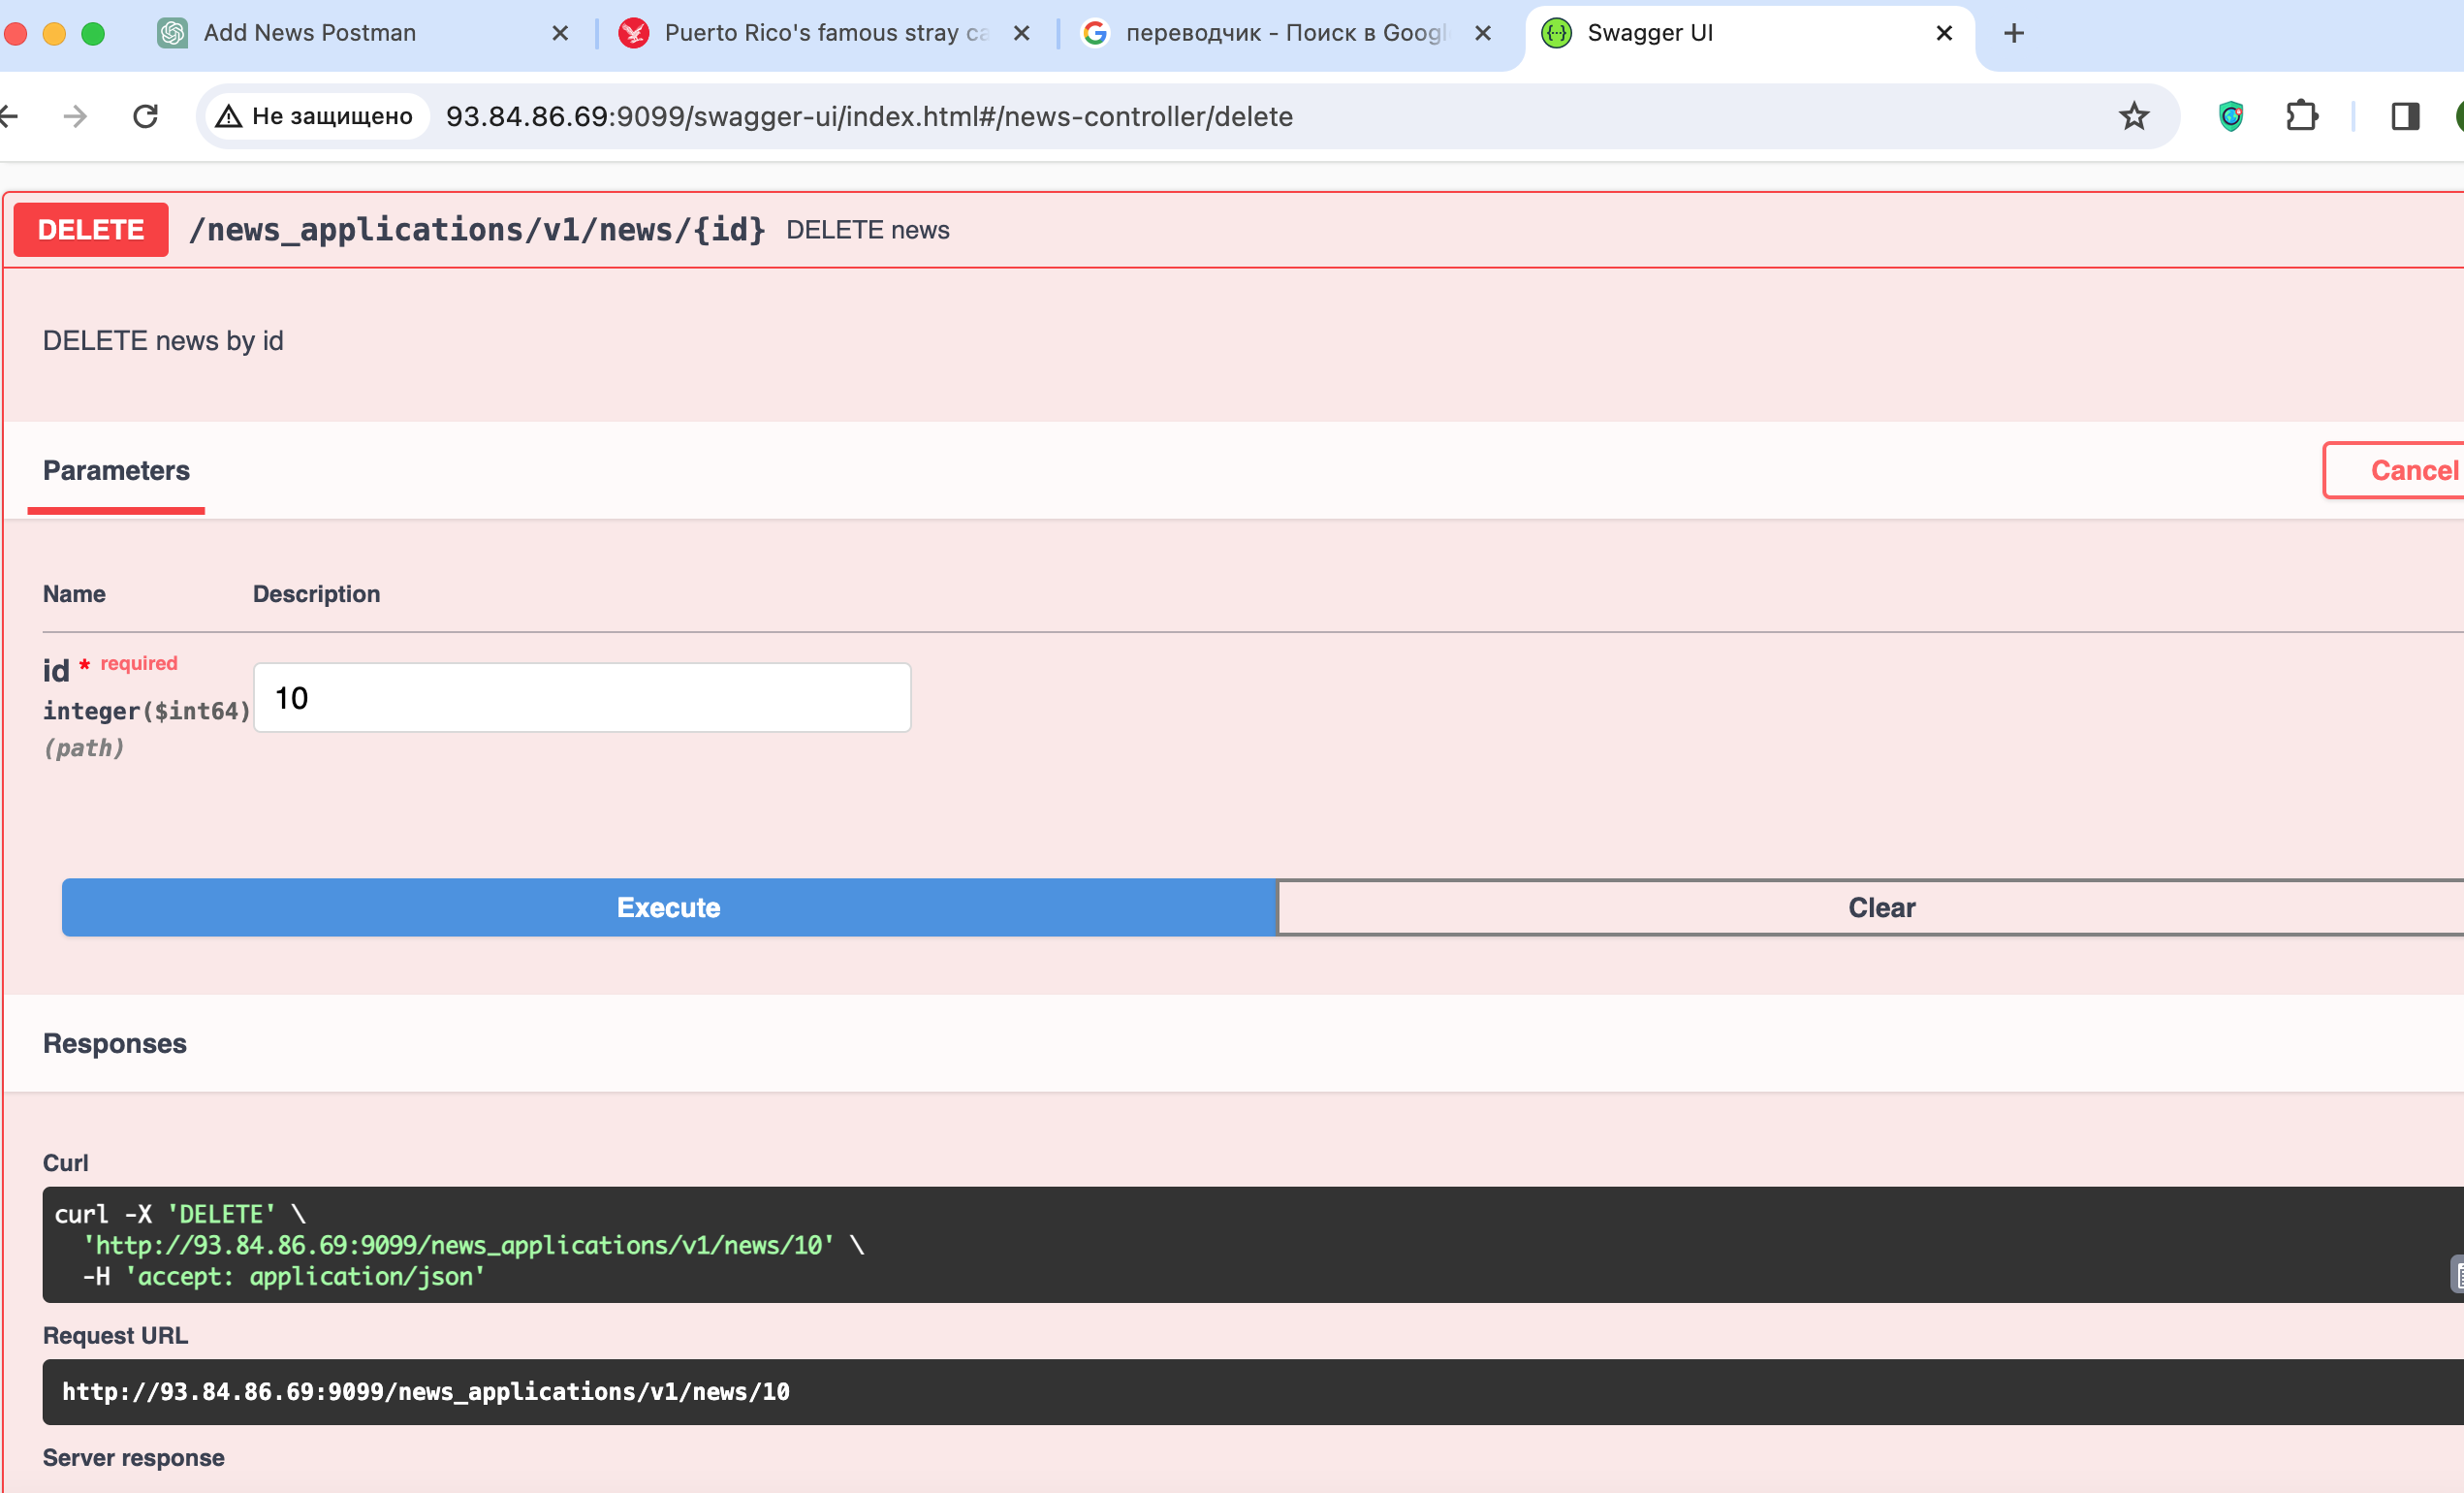 Add News Postman
Puerto Rico's famous stray ca
переводчик - Поиск в Googl
Swagger UI
Не защищено
93.84.86.69:9099/swagger-ui/index.html#/news-controller/delete
DELETE /news_applications/v1/news/{id} DELETE news
DELETE news by id
Parameters
Cancel
Name Description
id * required
integer($int64)
(path)
10
Execute
Clear
Responses
Curl
curl -X 'DELETE' \
'http://93.84.86.69:9099/news_applications/v1/news/10' \
-H 'accept: application/json'
Request URL
http://93.84.86.69:9099/news_applications/v1/news/10
Server response